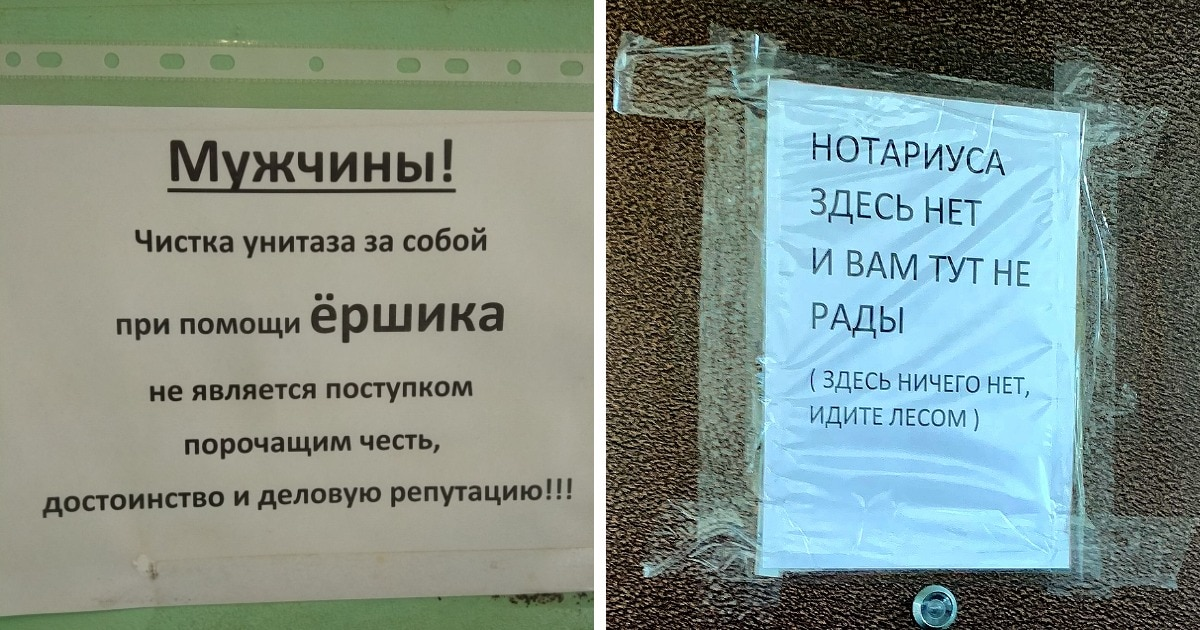 Мужчины!
Чистка унитаза за собой
при помощи ёршика
не является поступком
порочащим честь,
достоинство и деловую репутацию!!!
НОТАРИУСА
ЗДЕСЬ НЕТ
И ВАМ ТУТ НЕ
РАДЫ
( ЗДЕСЬ НИЧЕГО НЕТ,
ИДИТЕ ЛЕСОМ )